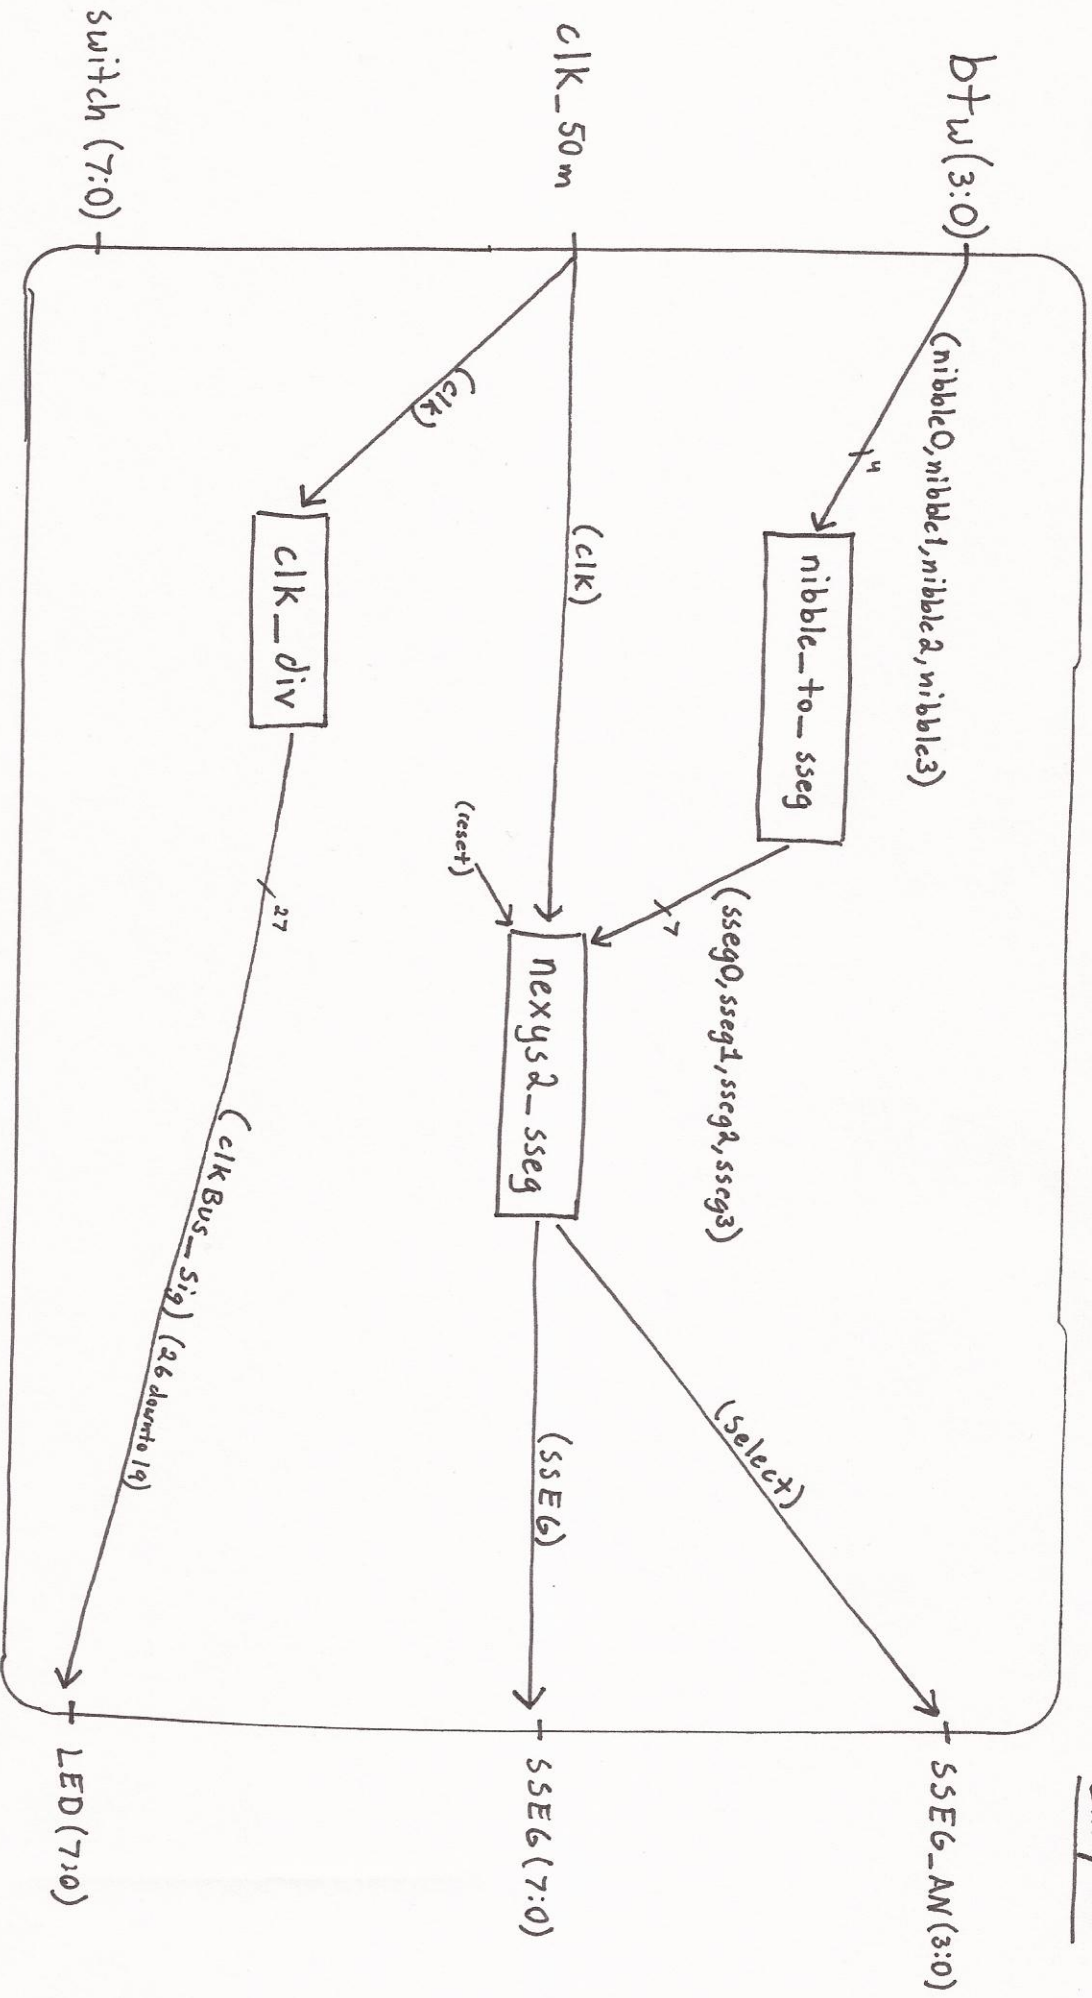 btw(3:0)
(nibble0,nibble1,nibble2,nibble3)
4
nibble_to_sseg
(sseg0,sseg1,sseg2,sseg3)
7
SSEG_AN(3:0)
(select)
clk_50m
(clk)
(reset)
nexys2_sseg
(SSEG)
SSEG(7:0)
(clk)
clk_div
27
(clkBus_Sig) (26 downto 19)
switch (7:0)
LED(7:0)